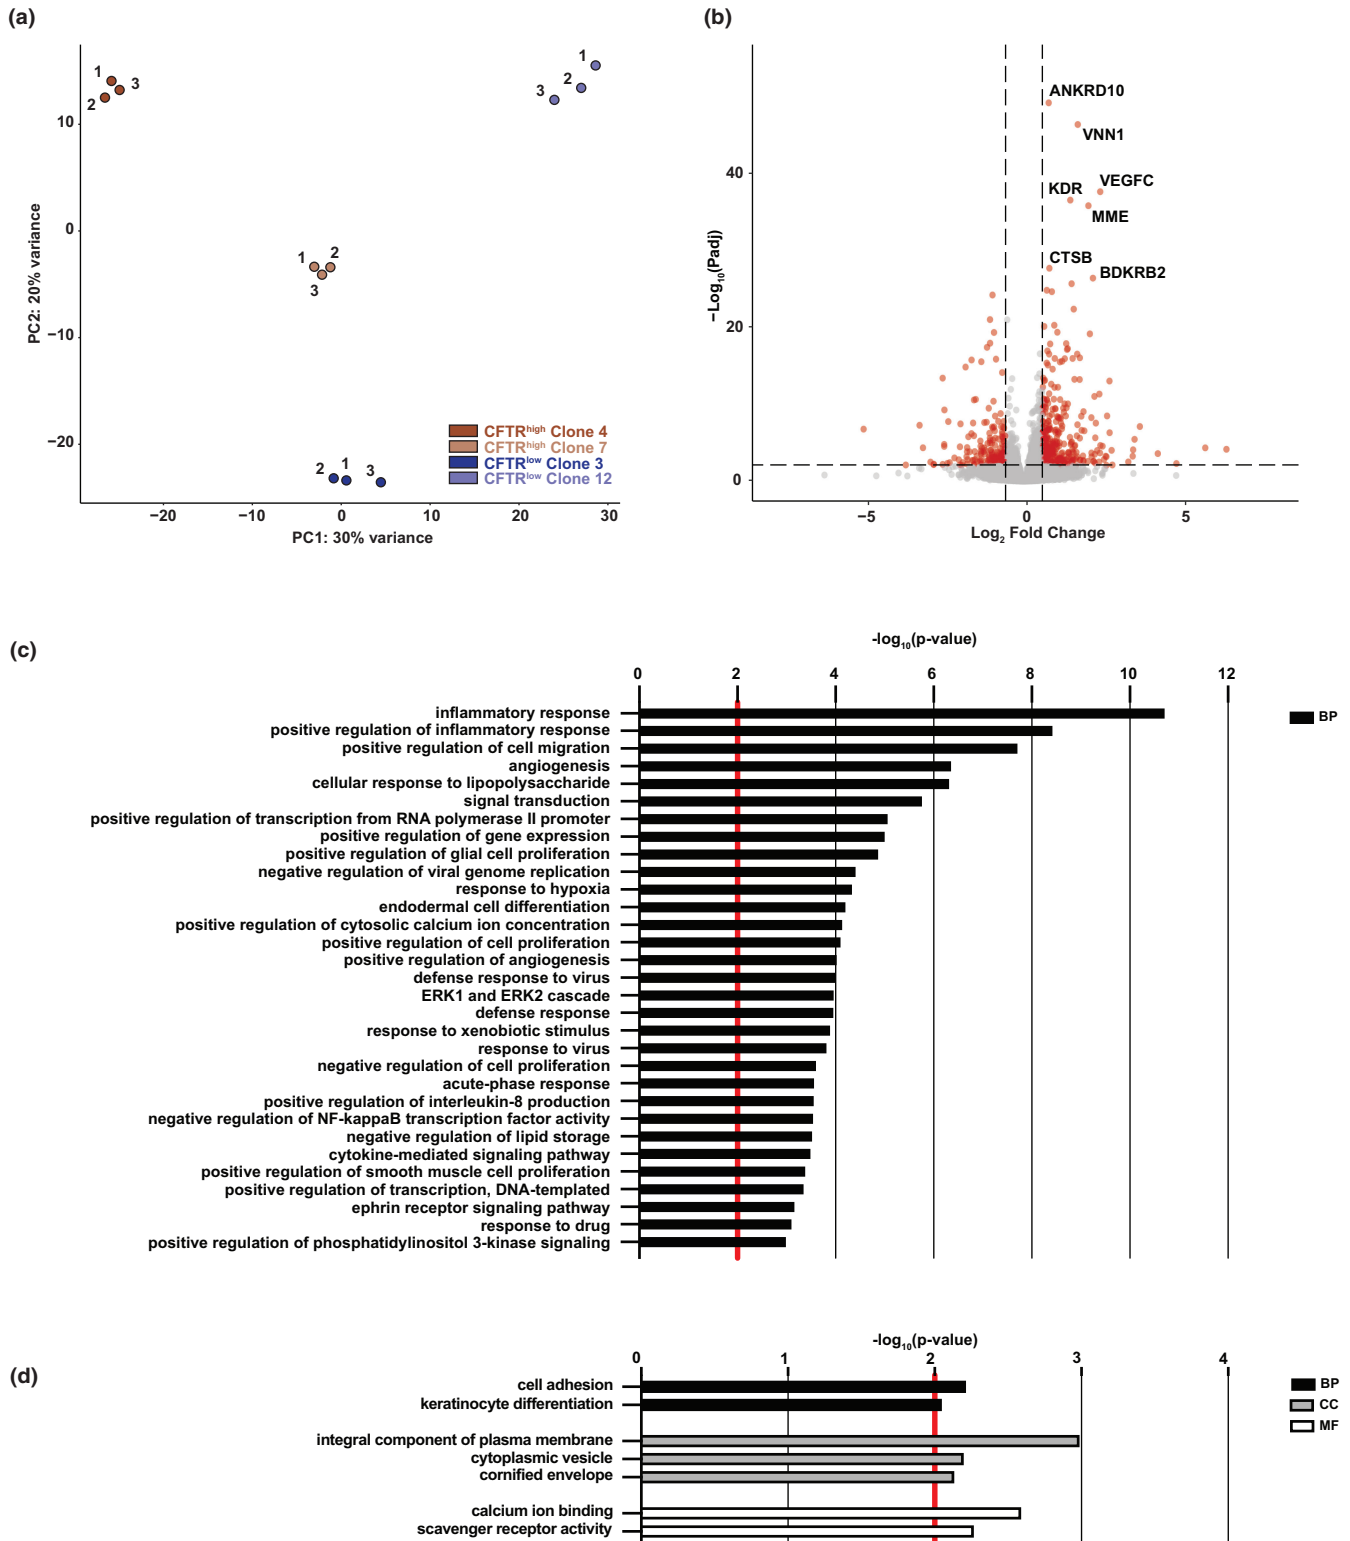 (a)
1
3
2
1
2
3
1
2
3
2
1
3
10
0
−10
−20
PC2: 20% variance
CFTRhigh Clone 4
CFTRhigh Clone 7
CFTRlow Clone 3
CFTRlow Clone 12
−20
−10
0
10
20
30
PC1: 30% variance
(b)
ANKRD10
VNN1
VEGFC
KDR
MME
CTSB
BDKRB2
40
20
0
−Log10(Padj)
−5
0
5
Log2 Fold Change
(c)
-log10(p-value)
0
2
4
6
8
10
12
BP
inflammatory response
positive regulation of inflammatory response
positive regulation of cell migration
angiogenesis
cellular response to lipopolysaccharide
signal transduction
positive regulation of transcription from RNA polymerase II promoter
positive regulation of gene expression
positive regulation of glial cell proliferation
negative regulation of viral genome replication
response to hypoxia
endodermal cell differentiation
positive regulation of cytosolic calcium ion concentration
positive regulation of cell proliferation
positive regulation of angiogenesis
defense response to virus
ERK1 and ERK2 cascade
defense response
response to xenobiotic stimulus
response to virus
negative regulation of cell proliferation
acute-phase response
positive regulation of interleukin-8 production
negative regulation of NF-kappaB transcription factor activity
negative regulation of lipid storage
cytokine-mediated signaling pathway
positive regulation of smooth muscle cell proliferation
positive regulation of transcription, DNA-templated
ephrin receptor signaling pathway
response to drug
positive regulation of phosphatidylinositol 3-kinase signaling
(d)
-log10(p-value)
0
1
2
3
4
BP
CC
MF
cell adhesion
keratinocyte differentiation
integral component of plasma membrane
cytoplasmic vesicle
cornified envelope
calcium ion binding
scavenger receptor activity